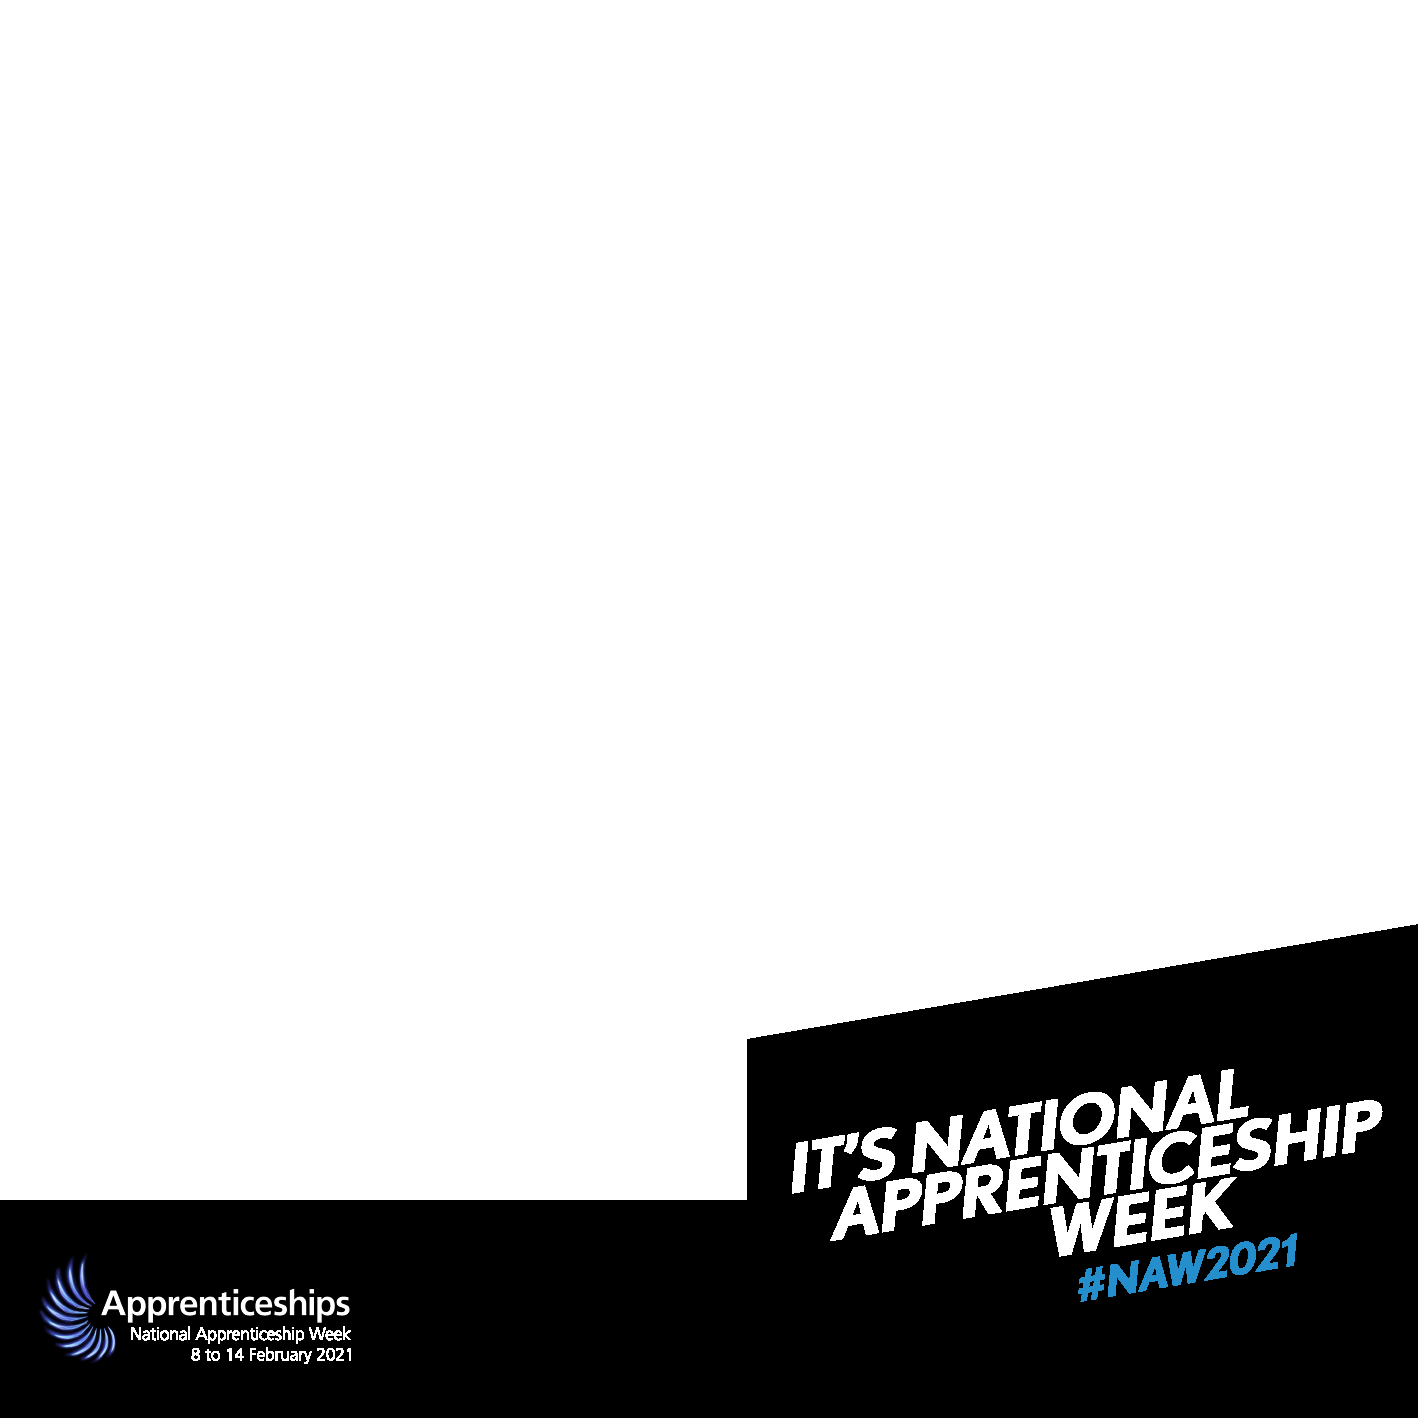 IT’S NATIONAL
APPRENTICESHIP
WEEK
#NAW2021
Apprenticeships
National Apprenticeship Week
8 to 14 February 2021